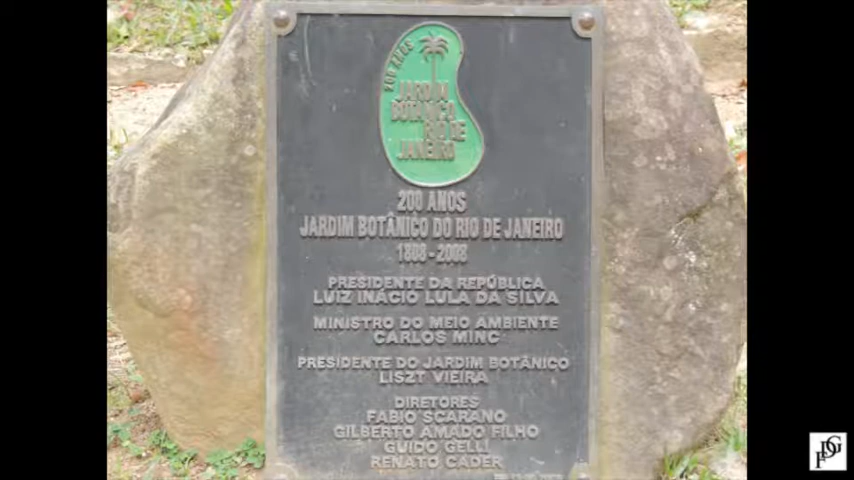 200 ANOS
JARDIM
BOTÂNICO
RIO DE
JANEIRO
200 ANOS
JARDIM BOTÂNICO DO RIO DE JANEIRO
1808 - 2008
PRESIDENTE DA REPÚBLICA
LUIZ INÁCIO LULA DA SILVA
MINISTRO DO MEIO AMBIENTE
CARLOS MINC
PRESIDENTE DO JARDIM BOTÂNICO
LISZT VIEIRA
DIRETORES
FABIO SCARANO
GILBERTO AMADO FILHO
GUIDO GELLI
RENATO CADER